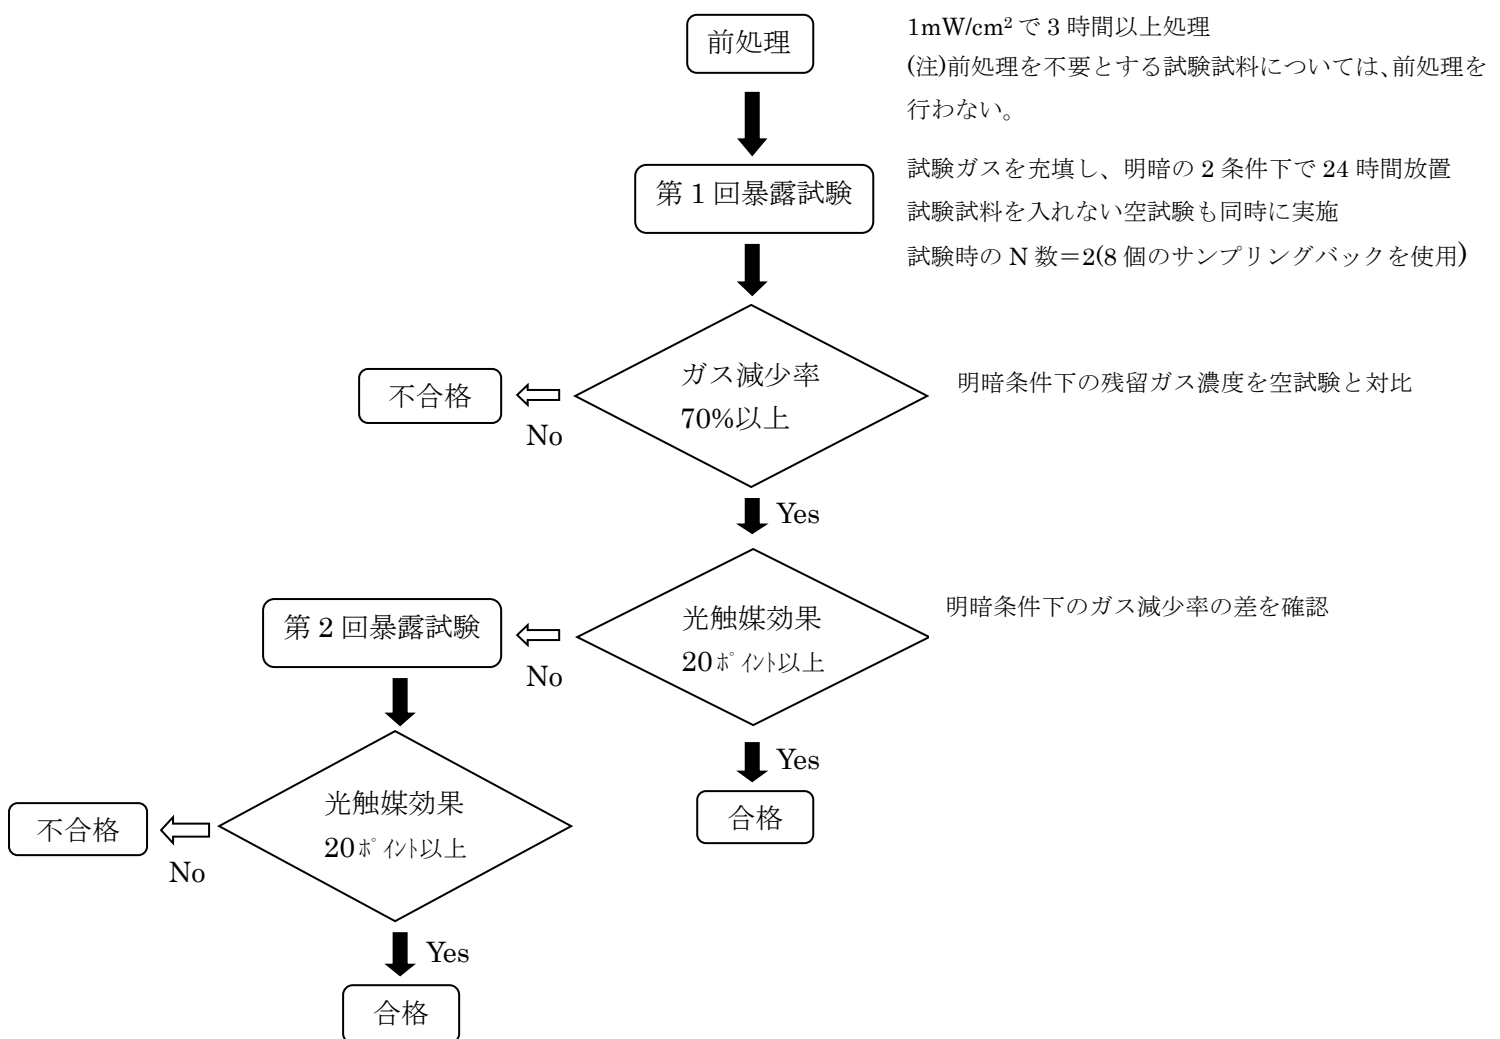 前処理
1mW/cm²で3時間以上処理
(注)前処理を不要とする試験試料については、前処理を
行わない。
第1回暴露試験
試験ガスを充填し、明暗の2条件下で24時間放置
試験試料を入れない空試験も同時に実施
試験時のN数＝2(8個のサンプリングバックを使用)
ガス減少率
70%以上
明暗条件下の残留ガス濃度を空試験と対比
不合格
No
Yes
光触媒効果
20ﾎﾟｲﾝﾄ以上
明暗条件下のガス減少率の差を確認
第2回暴露試験
No
Yes
合格
光触媒効果
20ﾎﾟｲﾝﾄ以上
不合格
No
Yes
合格